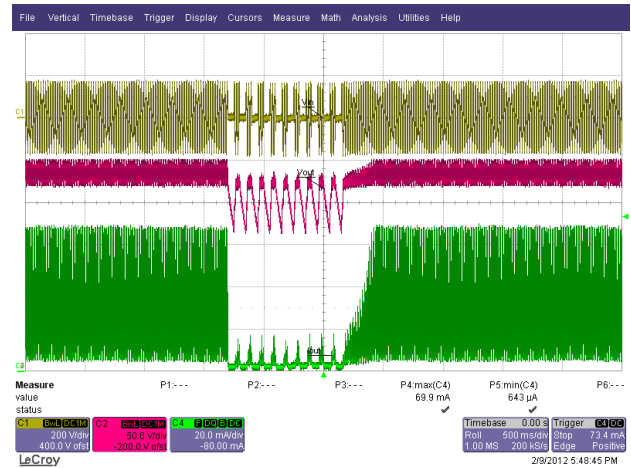 File Vertical Timebase Trigger Display Cursors Measure Math Analysis Utilities Help
C1
Vin
Vout
Iout
Measure P1:- - - P2:- - - P3:- - - P4:max(C4) P5:min(C4) P6:- - -
value 69.9 mA 643 µA
status
C1 BwL DC1M C2 BwL DC1M C4 F DQ B DC Timebase 0.00 s Trigger C4 DC
200 V/div 50.0 V/div 20.0 mA/div Roll 500 ms/div Stop 73.4 mA
400.0 V ofst -200.0 V ofst -80.00 mA 1.00 MS 200 kS/s Edge Positive
LeCroy 2/9/2012 5:48:45 PM